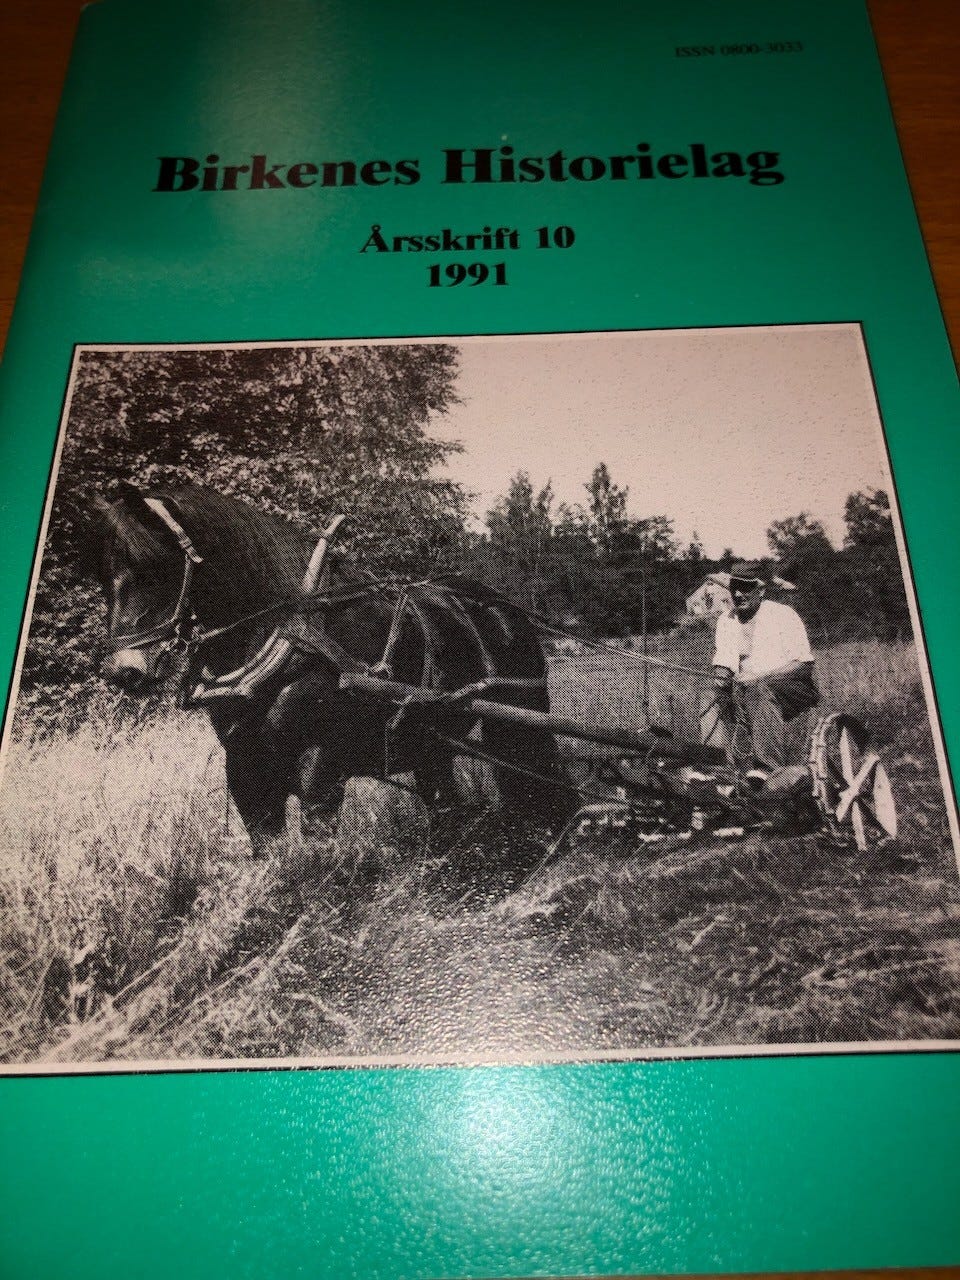 ISSN 0800-3033
Birkenes Historielag
Årsskrift 10
1991